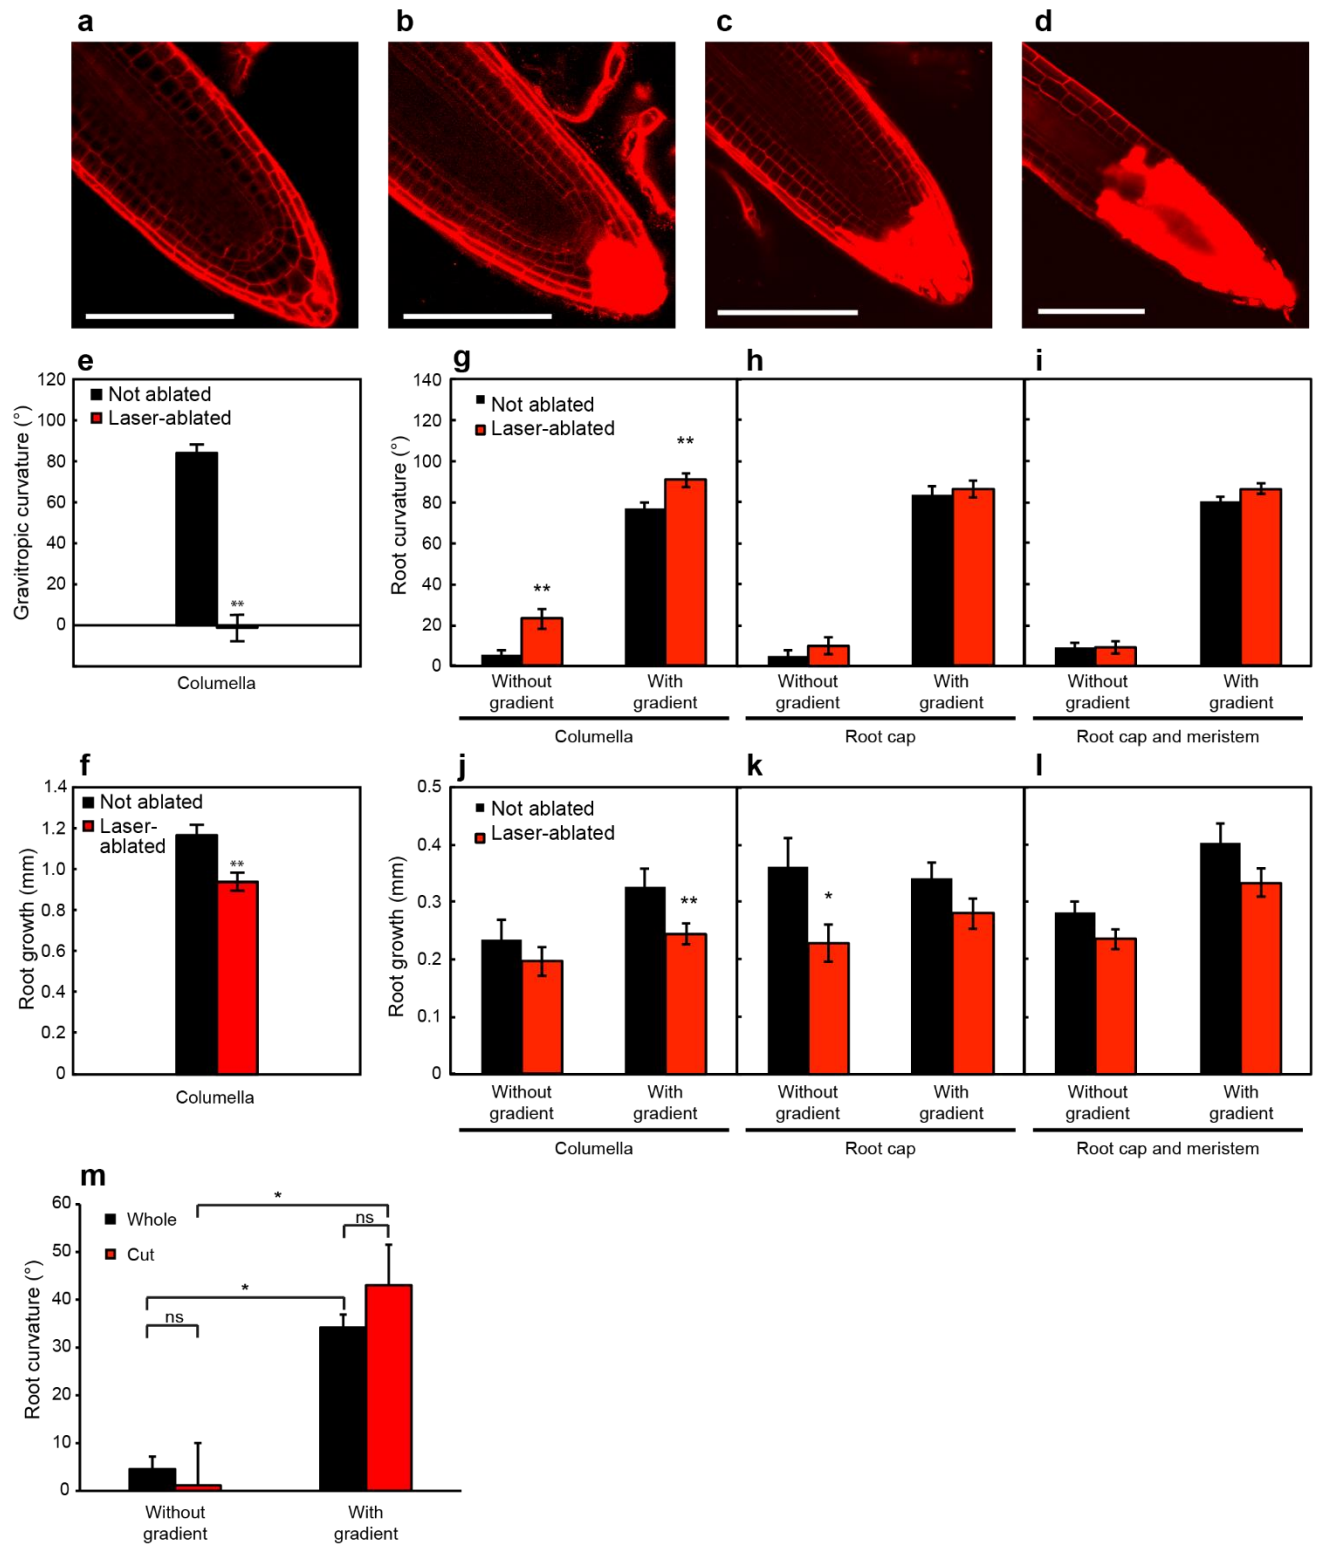 a
b
c
d
e
120
100
80
60
40
20
0
Gravitropic curvature (°)
Not ablated
Laser-ablated
**
Columella
g
h
i
140
120
100
80
60
40
20
0
Root curvature (°)
Not ablated
Laser-ablated
**
**
Without
gradient
With
gradient
Without
gradient
With
gradient
Without
gradient
With
gradient
Columella
Root cap
Root cap and meristem
f
1.4
1.2
1.0
0.8
0.6
0.4
0.2
0
Root growth (mm)
Not ablated
Laser-
ablated
**
Columella
j
k
l
0.5
0.4
0.3
0.2
0.1
0
Root growth (mm)
Not ablated
Laser-ablated
**
*
Without
gradient
With
gradient
Without
gradient
With
gradient
Without
gradient
With
gradient
Columella
Root cap
Root cap and meristem
m
60
50
40
30
20
10
0
Root curvature (°)
Whole
Cut
*
ns
*
ns
Without
gradient
With
gradient